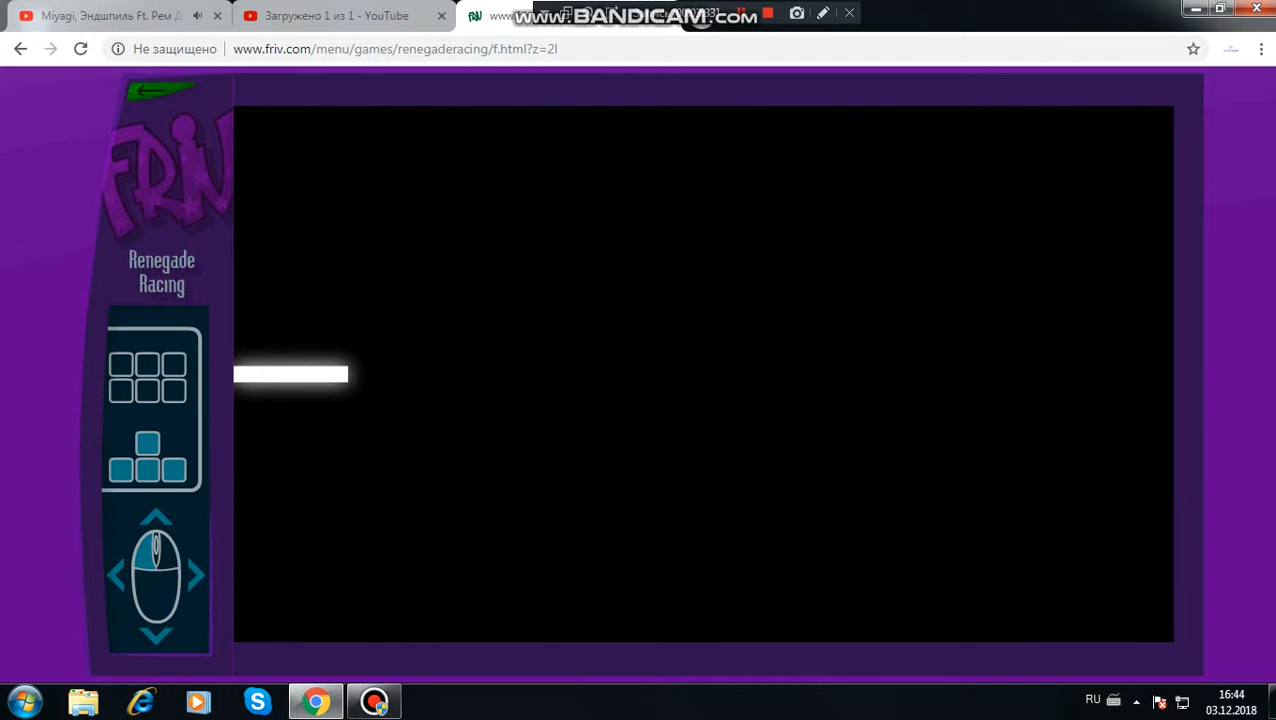 Miyagi, Эндшпиль Ft. Рем Д
Загружено 1 из 1 - YouTube
www.BANDICAM.com
Не защищено
www.friv.com/menu/games/renegaderacing/f.html?z=2l
FRIV
Renegade
Racing
RU
16:44
03.12.2018